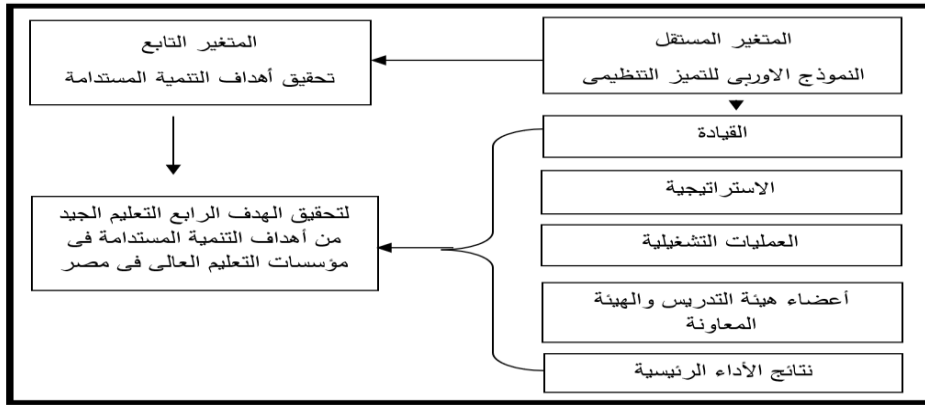 المتغير المستقل
النموذج الاوربى للتميز التنظيمى
المتغير التابع
تحقيق أهداف التنمية المستدامة
القيادة
الاستراتيجية
العمليات التشغيلية
أعضاء هيئة التدريس والهيئة
المعاونة
نتائج الأداء الرئيسية
لتحقيق الهدف الرابع التعليم الجيد
من أهداف التنمية المستدامة فى
مؤسسات التعليم العالى فى مصر